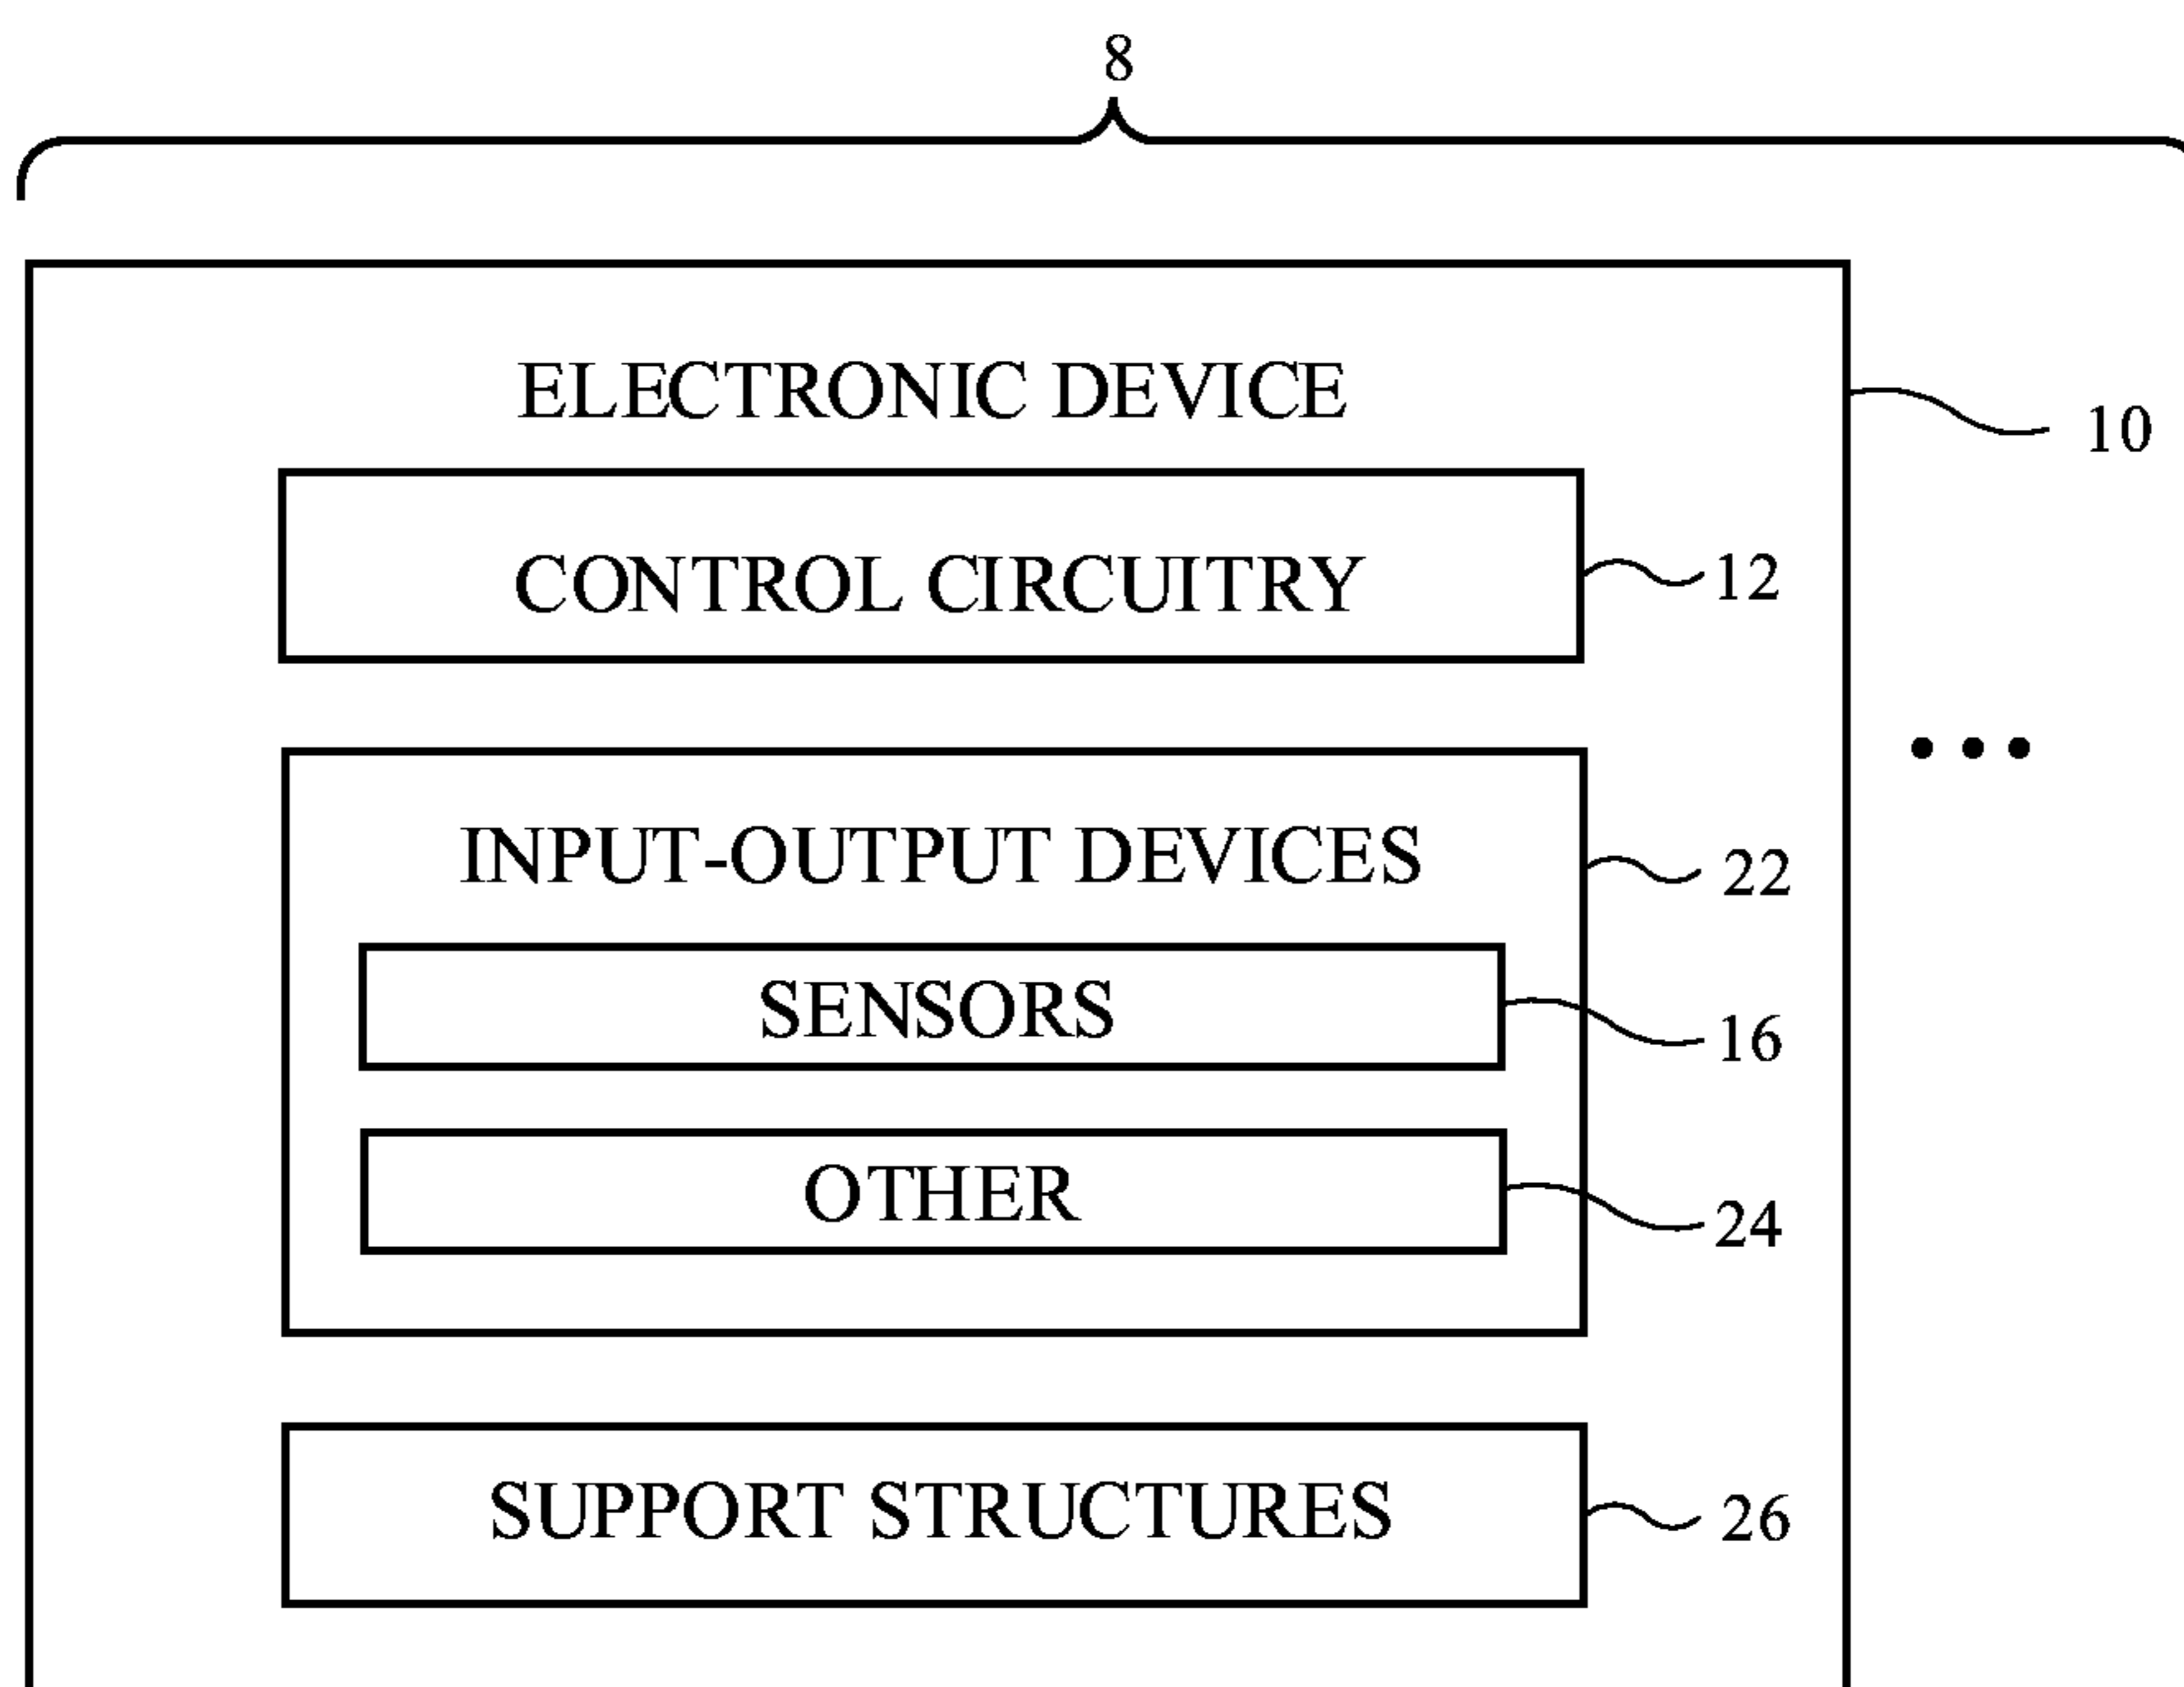 8
ELECTRONIC DEVICE
10
CONTROL CIRCUITRY
12
INPUT-OUTPUT DEVICES
22
SENSORS
16
OTHER
24
SUPPORT STRUCTURES
26